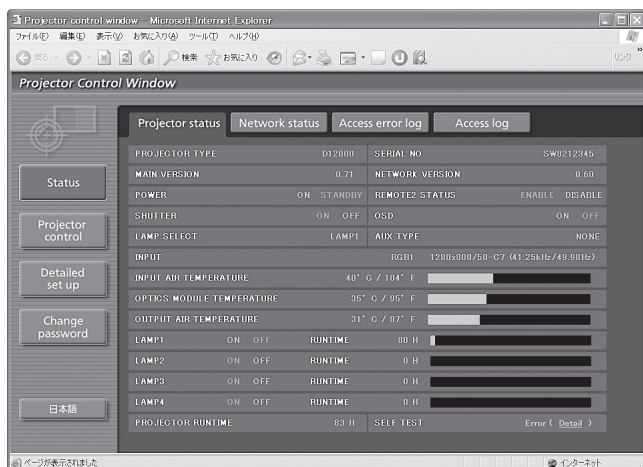 Projector control window - Microsoft Internet Explorer
ファイル(F) 編集(E) 表示(V) お気に入り(A) ツール(T) ヘルプ(H)
戻る 検索 お気に入り リンク »
Projector Control Window
Projector status Network status Access error log Access log
PROJECTOR TYPE D12000 SERIAL NO SW8212345
MAIN VERSION 0.71 NETWORK VERSION 0.60
POWER ON STANDBY REMOTE2 STATUS ENABLE DISABLE
SHUTTER ON OFF OSD ON OFF
LAMP SELECT LAMP1 AUX TYPE NONE
INPUT RGB1 1280x800/50-C7 (41.25kHz/49.98Hz)
INPUT AIR TEMPERATURE 40° C / 104° F
OPTICS MODULE TEMPERATURE 35° C / 95° F
OUTPUT AIR TEMPERATURE 31° C / 87° F
LAMP1 ON OFF RUNTIME 80 H
LAMP2 ON OFF RUNTIME 0 H
LAMP3 ON OFF RUNTIME 0 H
LAMP4 ON OFF RUNTIME 0 H
PROJECTOR RUNTIME 83 H SELF TEST Error ( Detail )
Status
Projector
control
Detailed
set up
Change
password
日本語
ページが表示されました インターネット